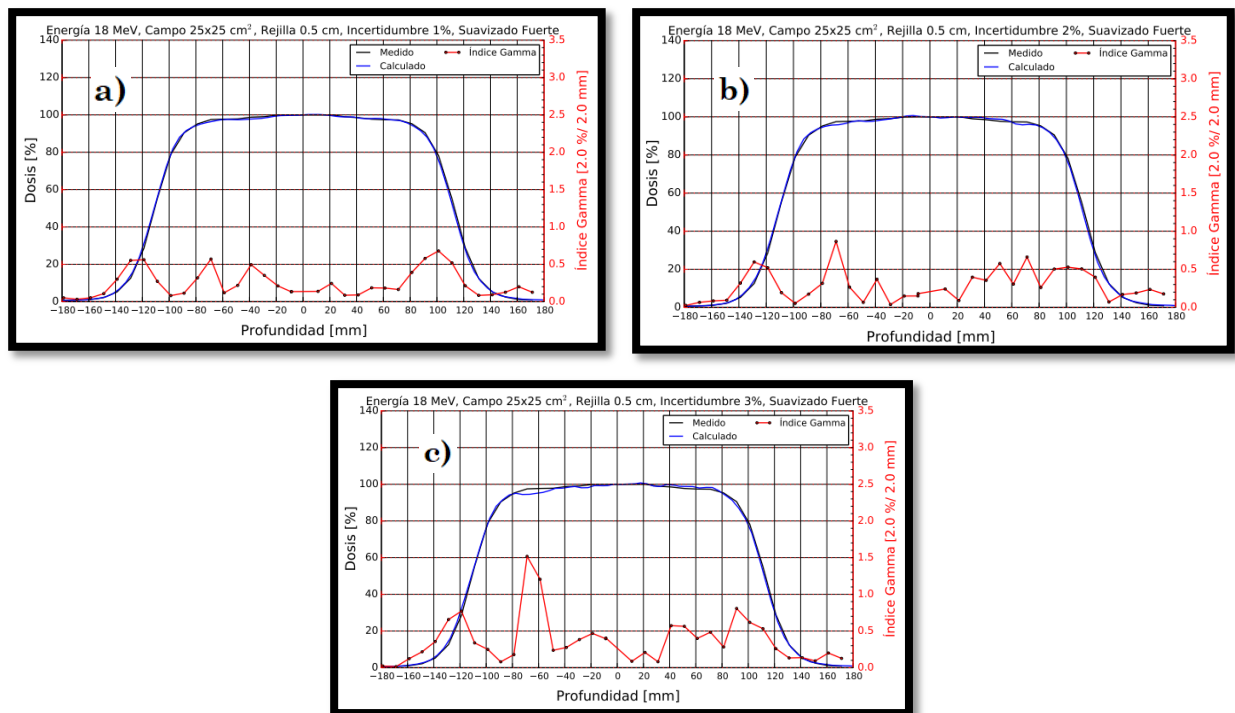 Energía 18 MeV, Campo 25x25 cm², Rejilla 0.5 cm, Incertidumbre 1%, Suavizado Fuerte
a)
Medido
Calculado
Índice Gamma
140
120
100
80
60
40
20
0
Dosis [%]
3.5
3.0
2.5
2.0
1.5
1.0
0.5
0.0
Índice Gamma [2.0 %/ 2.0 mm]
−180 −160 −140 −120 −100 −80 −60 −40 −20 0 20 40 60 80 100 120 140 160 180
Profundidad [mm]
Energía 18 MeV, Campo 25x25 cm², Rejilla 0.5 cm, Incertidumbre 2%, Suavizado Fuerte
b)
Medido
Calculado
Índice Gamma
140
120
100
80
60
40
20
0
Dosis [%]
3.5
3.0
2.5
2.0
1.5
1.0
0.5
0.0
Índice Gamma [2.0 %/ 2.0 mm]
−180 −160 −140 −120 −100 −80 −60 −40 −20 0 20 40 60 80 100 120 140 160 180
Profundidad [mm]
Energía 18 MeV, Campo 25x25 cm², Rejilla 0.5 cm, Incertidumbre 3%, Suavizado Fuerte
c)
Medido
Calculado
Índice Gamma
140
120
100
80
60
40
20
0
Dosis [%]
3.5
3.0
2.5
2.0
1.5
1.0
0.5
0.0
Índice Gamma [2.0 %/ 2.0 mm]
−180 −160 −140 −120 −100 −80 −60 −40 −20 0 20 40 60 80 100 120 140 160 180
Profundidad [mm]